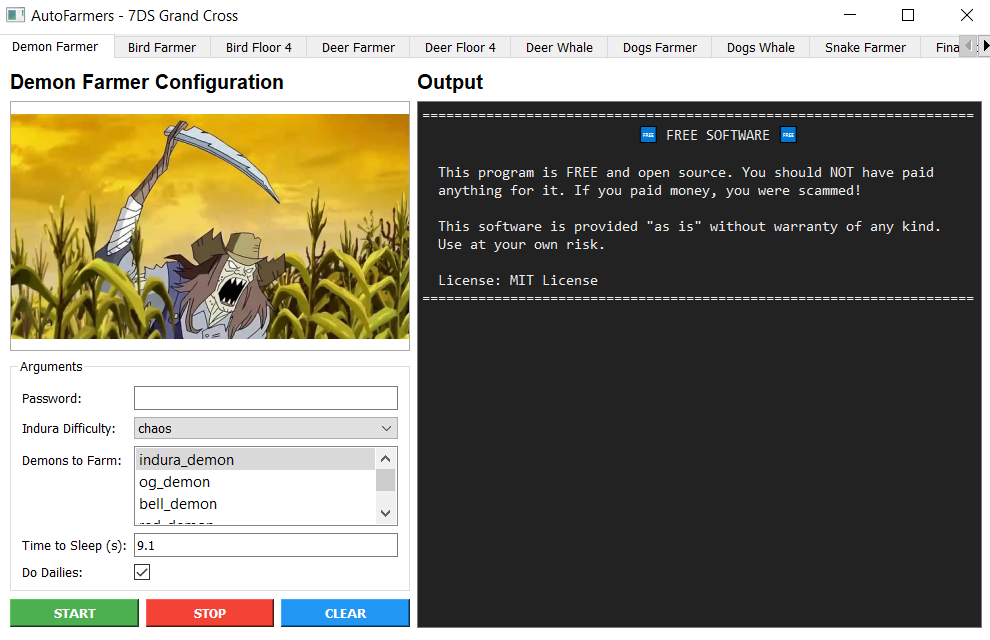 AutoFarmers - 7DS Grand Cross
Demon Farmer Bird Farmer Bird Floor 4 Deer Farmer Deer Floor 4 Deer Whale Dogs Farmer Dogs Whale Snake Farmer Fina
Demon Farmer Configuration
Output
==============================================================
FREE FREE SOFTWARE FREE
This program is FREE and open source. You should NOT have paid
anything for it. If you paid money, you were scammed!
This software is provided "as is" without warranty of any kind.
Use at your own risk.
License: MIT License
==============================================================
Arguments
Password:
Indura Difficulty: chaos
Demons to Farm: indura_demon
og_demon
bell_demon
red_demon
Time to Sleep (s): 9.1
Do Dailies:
START STOP CLEAR